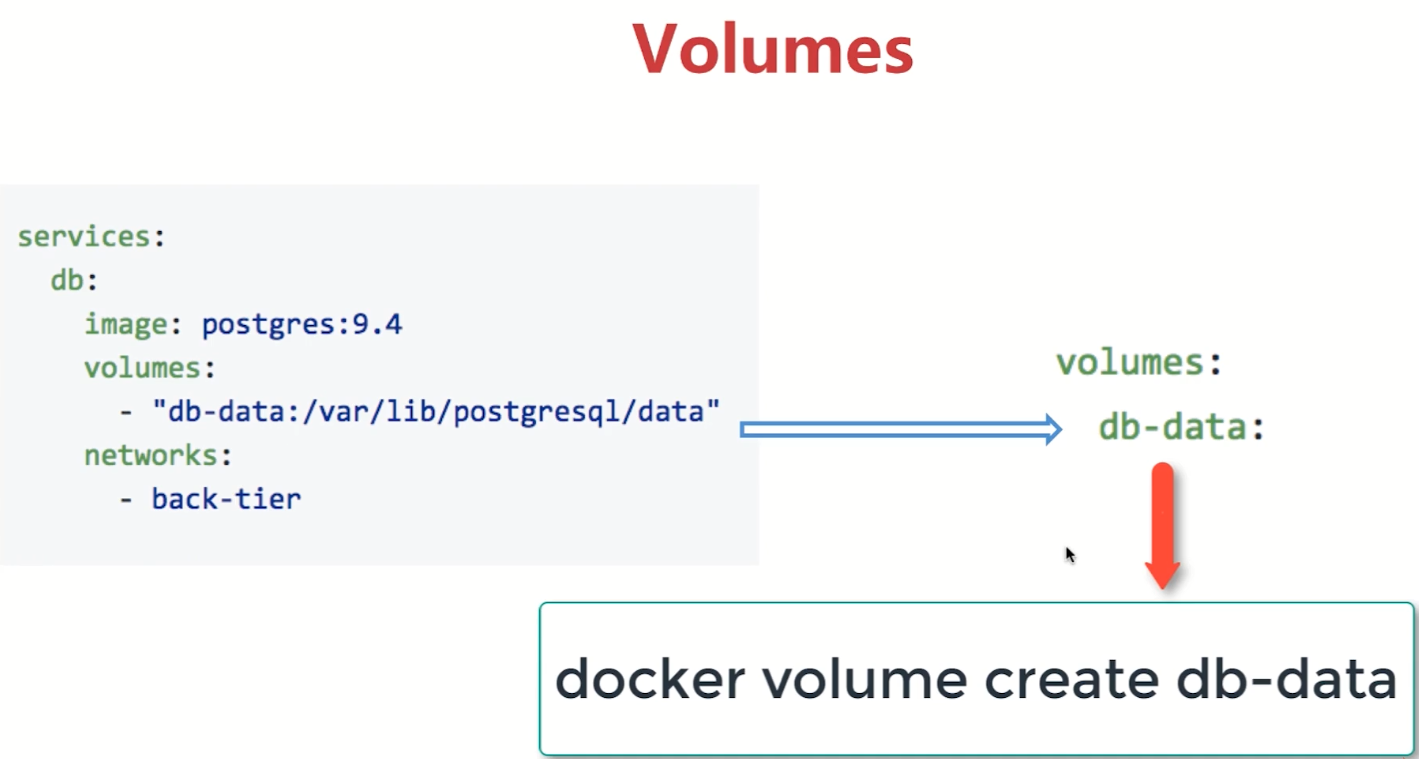 Volumes
services:
db:
image: postgres:9.4
volumes:
- "db-data:/var/lib/postgresql/data"
networks:
- back-tier
volumes:
db-data:
docker volume create db-data